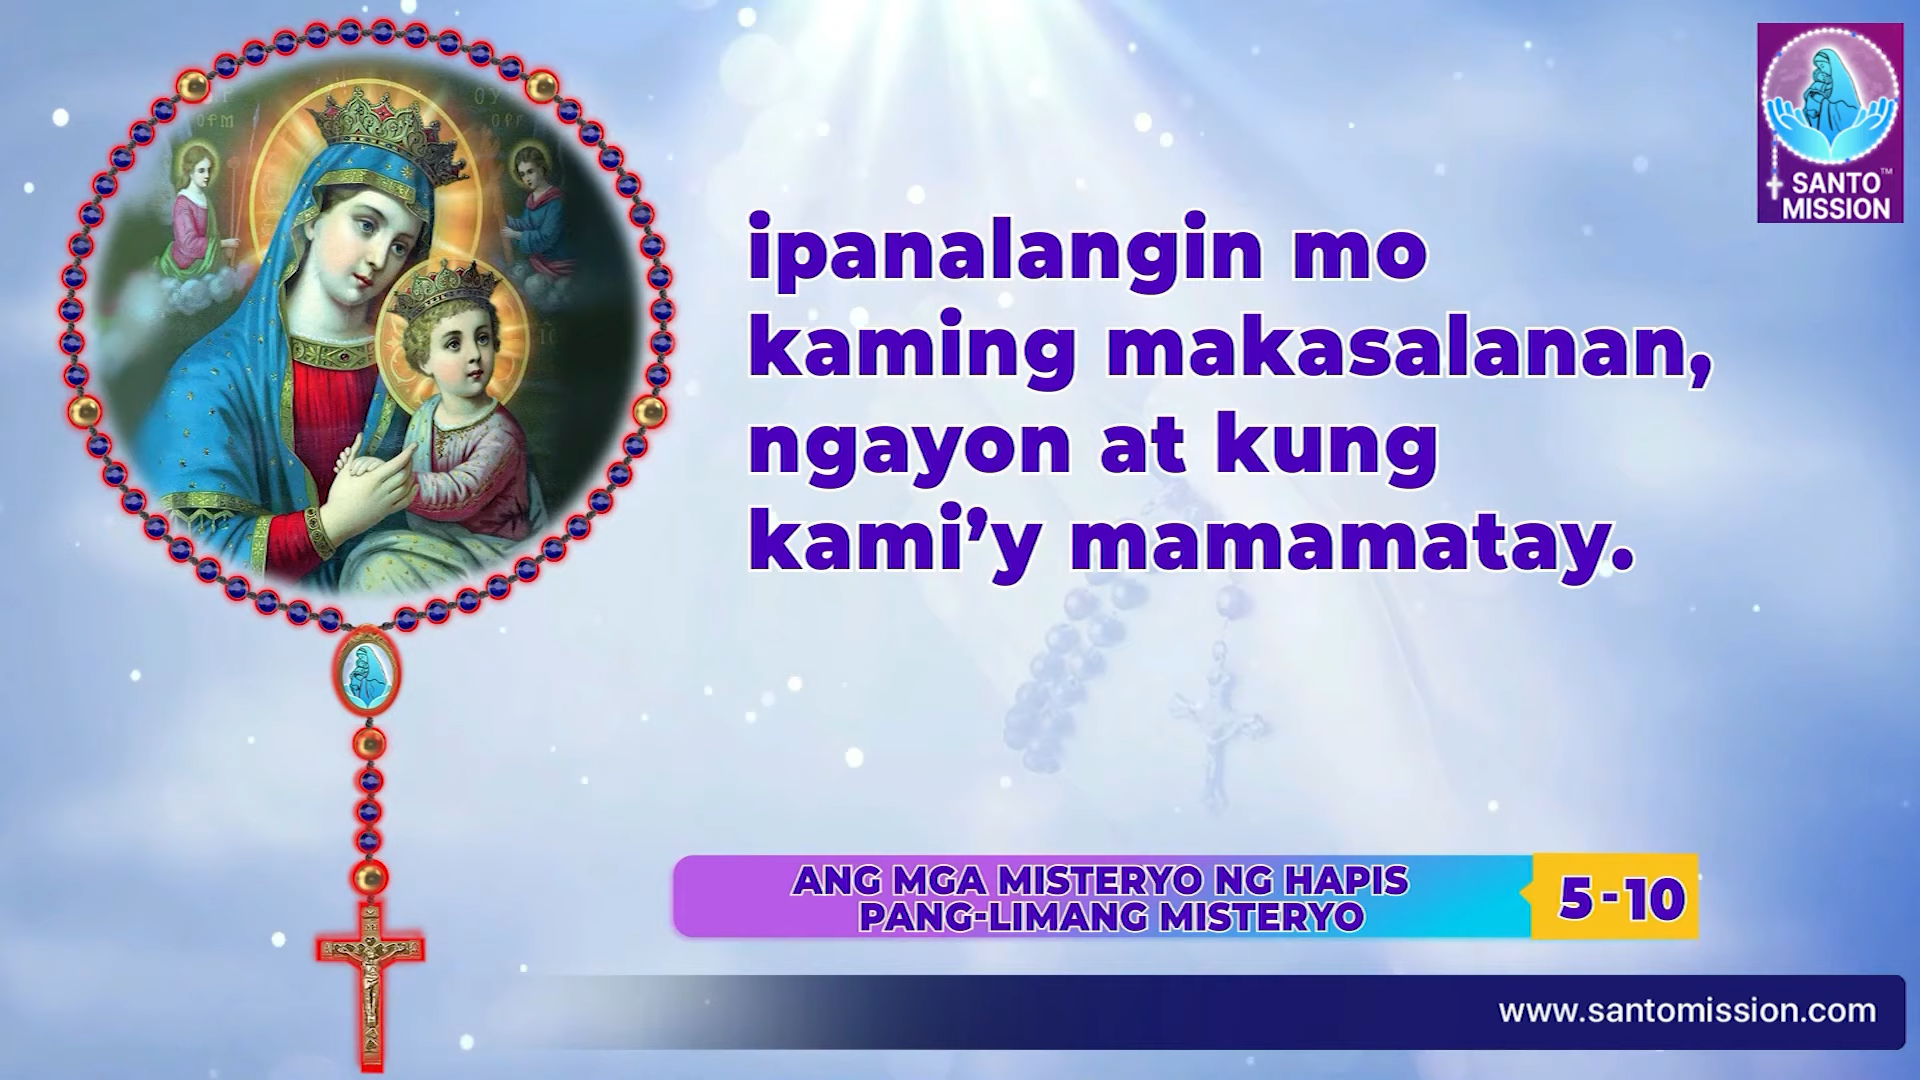 SANTO™
MISSION
ipanalangin mo
kaming makasalanan,
ngayon at kung
kami’y mamamatay.
ANG MGA MISTERYO NG HAPIS
PANG-LIMANG MISTERYO
5-10
www.santomission.com